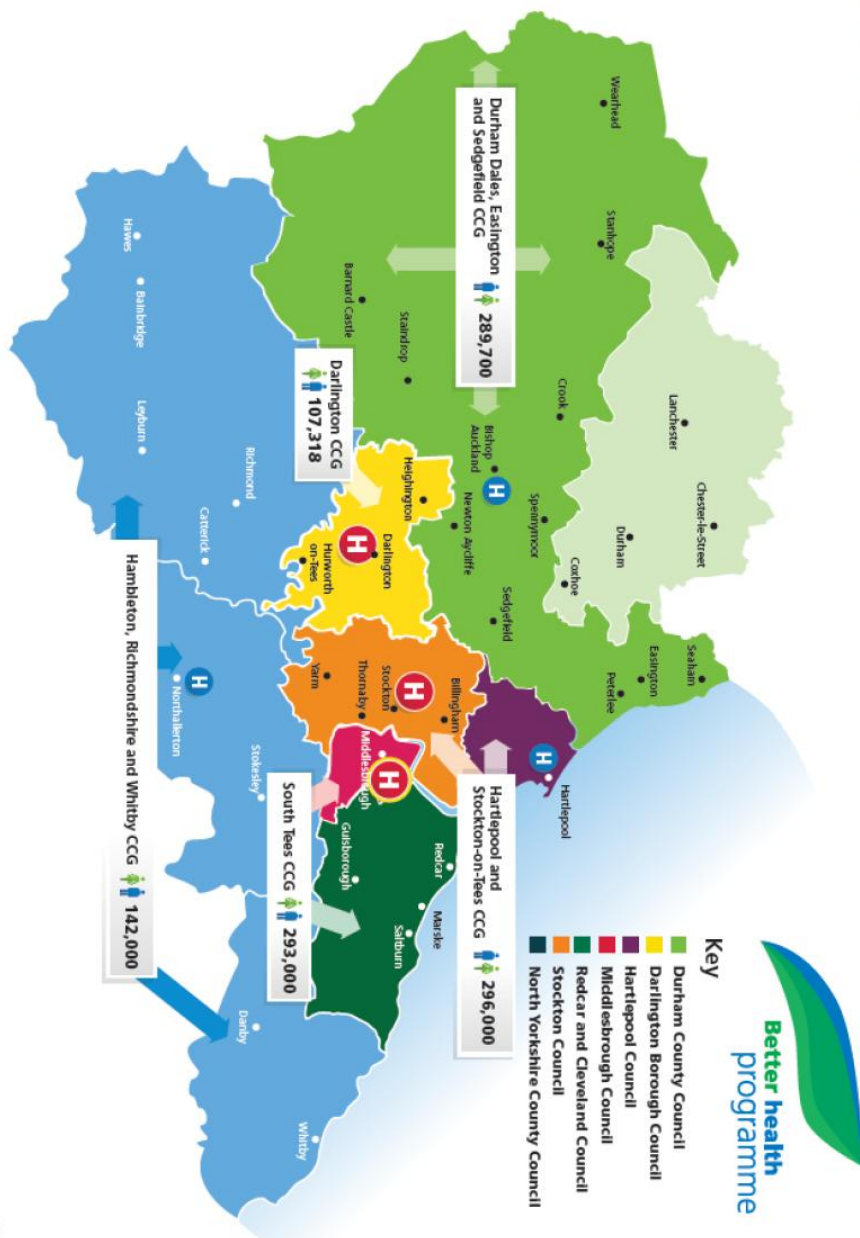 Better health
programme
Key
Durham County Council
Darlington Borough Council
Hartlepool Council
Middlesbrough Council
Redcar and Cleveland Council
Stockton Council
North Yorkshire County Council
Chester-le-Street
Lanchester
Seaham
Durham
Easington
Wearhead
Stanhope
Peterlee
Coxhoe
Crook
Spennymoor
Hartlepool
H
Durham Dales, Easington
and Sedgefield CCG
289,700
Bishop
Auckland
H
Sedgefield
Newton Aycliffe
Hartlepool and
Stockton-on-Tees CCG
296,000
Billingham
Redcar
Marske
Staindrop
Heighington
Stockton
H
Saltburn
Barnard Castle
Darlington
H
Thornaby
Middlesbrough
H
Guisborough
Darlington CCG
107,318
Hurworth
on-Tees
Yarm
South Tees CCG
293,000
Whitby
Richmond
Stokesley
Danby
Catterick
H
Northallerton
Hawes
Bainbridge
Leyburn
Hambleton, Richmondshire and Whitby CCG
142,000